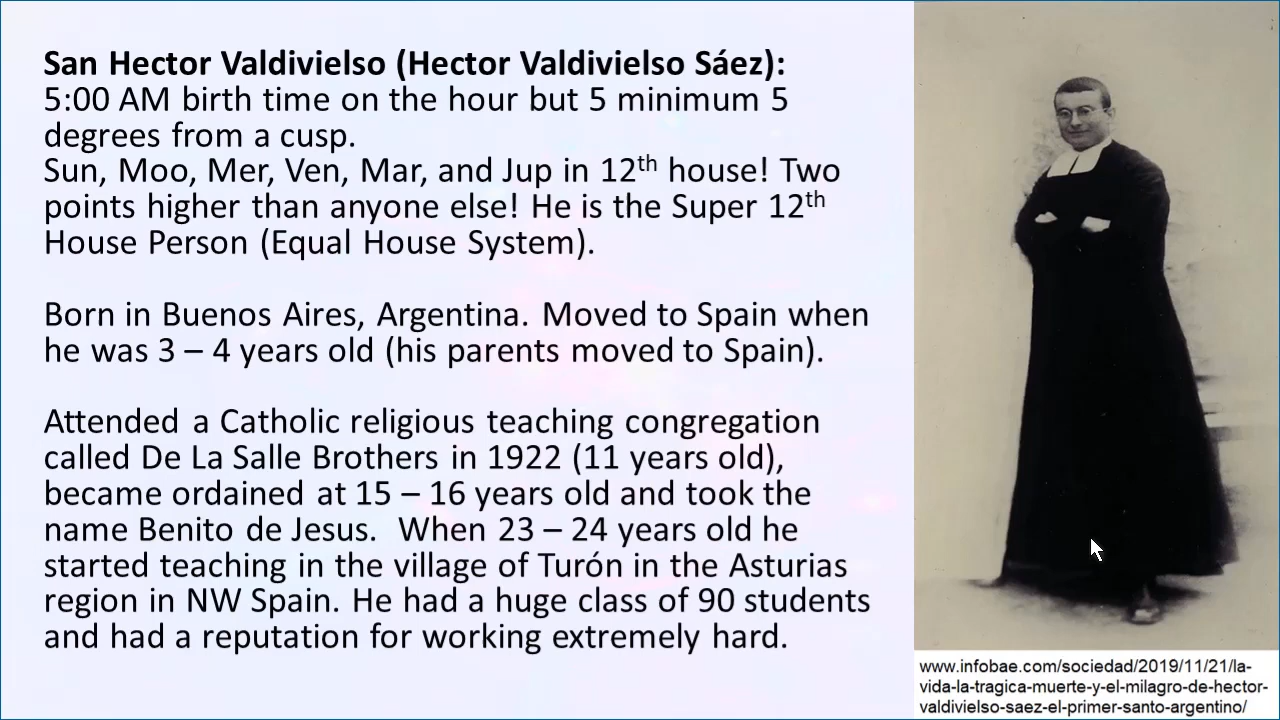 San Hector Valdivielso (Hector Valdivielso Sáez):
5:00 AM birth time on the hour but 5 minimum 5
degrees from a cusp.
Sun, Moo, Mer, Ven, Mar, and Jup in 12th house! Two
points higher than anyone else! He is the Super 12th
House Person (Equal House System).
Born in Buenos Aires, Argentina. Moved to Spain when
he was 3 – 4 years old (his parents moved to Spain).
Attended a Catholic religious teaching congregation
called De La Salle Brothers in 1922 (11 years old),
became ordained at 15 – 16 years old and took the
name Benito de Jesus. When 23 – 24 years old he
started teaching in the village of Turón in the Asturias
region in NW Spain. He had a huge class of 90 students
and had a reputation for working extremely hard.
www.infobae.com/sociedad/2019/11/21/la-
vida-la-tragica-muerte-y-el-milagro-de-hector-
valdivielso-saez-el-primer-santo-argentino/